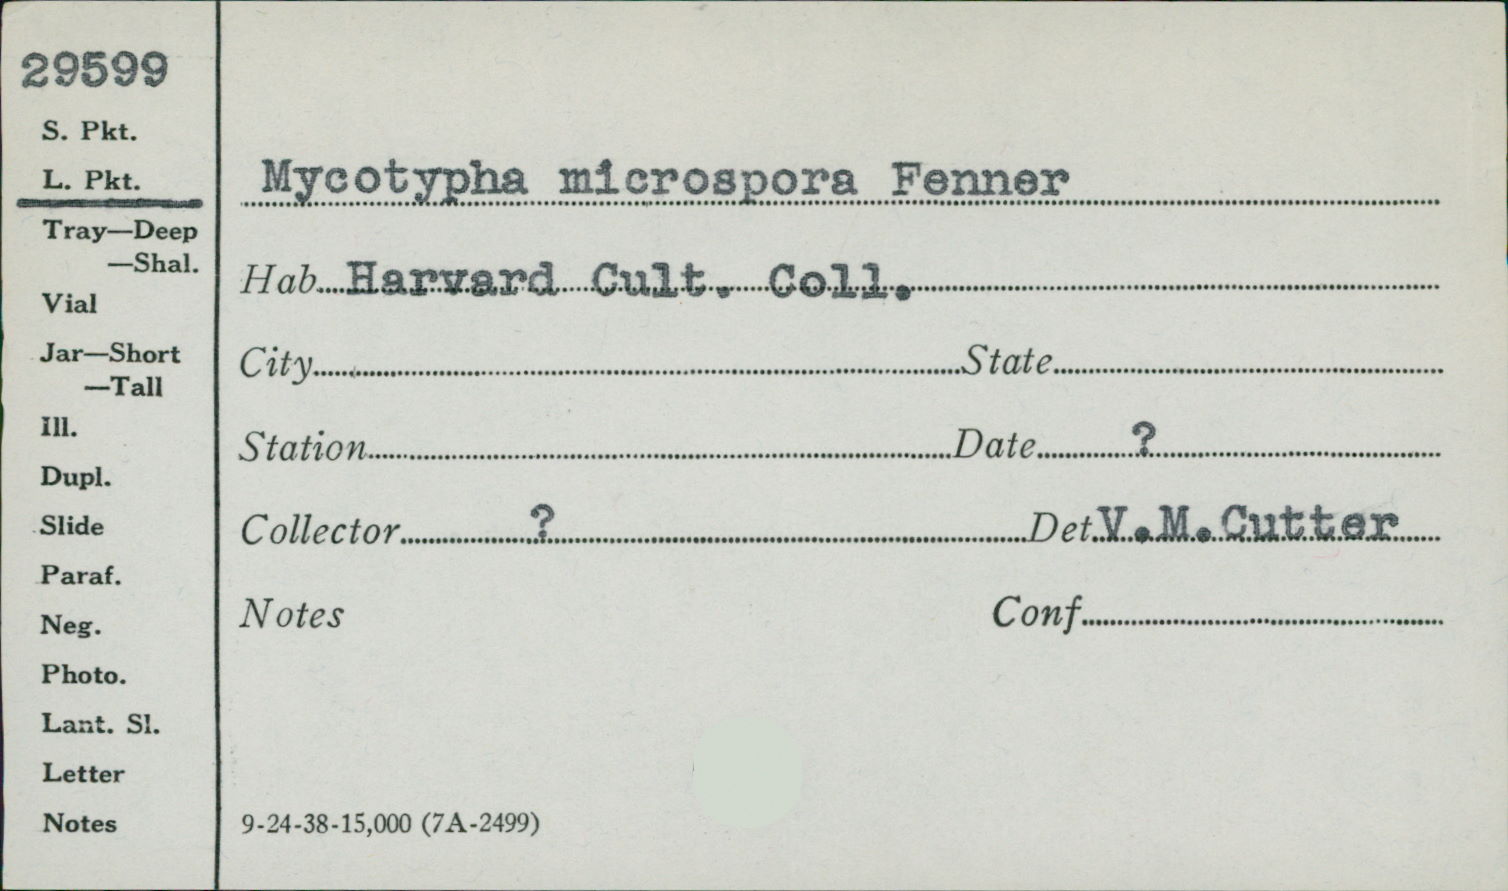 29599
S. Pkt.
L. Pkt.
Tray—Deep
—Shal.
Vial
Jar—Short
—Tall
Ill.
Dupl.
Slide
Paraf.
Neg.
Photo.
Lant. Sl.
Letter
Notes
Mycotypha microspora Fenner
Hab. Harvard Cult. Coll.
City State
Station Date ?
Collector ? Det. V.M.Cutter
Notes Conf.
9-24-38-15,000 (7A-2499)